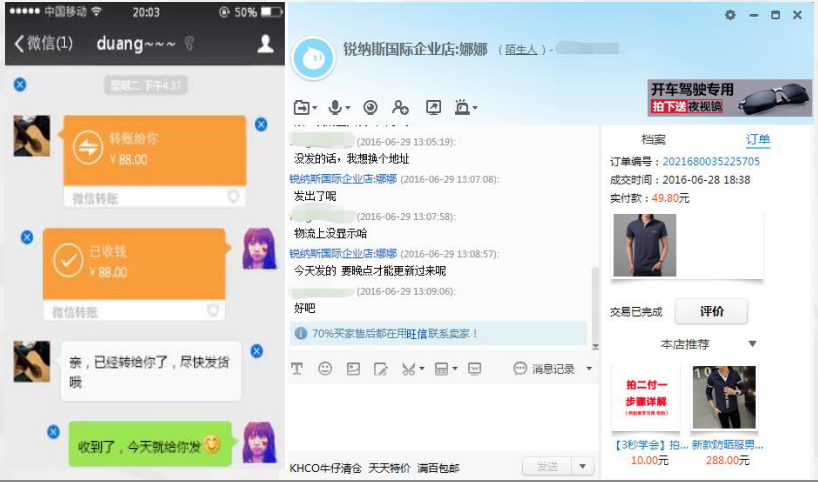 中国移动
20:03
50%
微信(1)
duang~~~
星期二 下午4:17
转账给你
￥88.00
微信转账
已收钱
￥88.00
微信转账
亲，已经转给你了，尽快发货
哦
收到了，今天就给你发
锐纳斯国际企业店:娜娜 （陌生人）-
开车驾驶专用
拍下送夜视镜
(2016-06-29 13:05:19):
没发的话，我想换个地址
锐纳斯国际企业店:娜娜 (2016-06-29 13:07:08):
发出了呢
(2016-06-29 13:07:58):
物流上没显示哈
锐纳斯国际企业店:娜娜 (2016-06-29 13:08:57):
今天发的 要晚点才能更新过来呢
(2016-06-29 13:09:06):
好吧
70%买家售后都在用旺信联系卖家！
消息记录
KHCO牛仔清仓 天天特价 满百包邮
发送
档案
订单
订单编号：2021680035225705
成交时间：2016-06-28 18:38
实付款：49.80元
交易已完成
评价
本店推荐
拍二付一
步骤详解
【3秒学会】拍...
10.00元
新款防晒服男...
288.00元